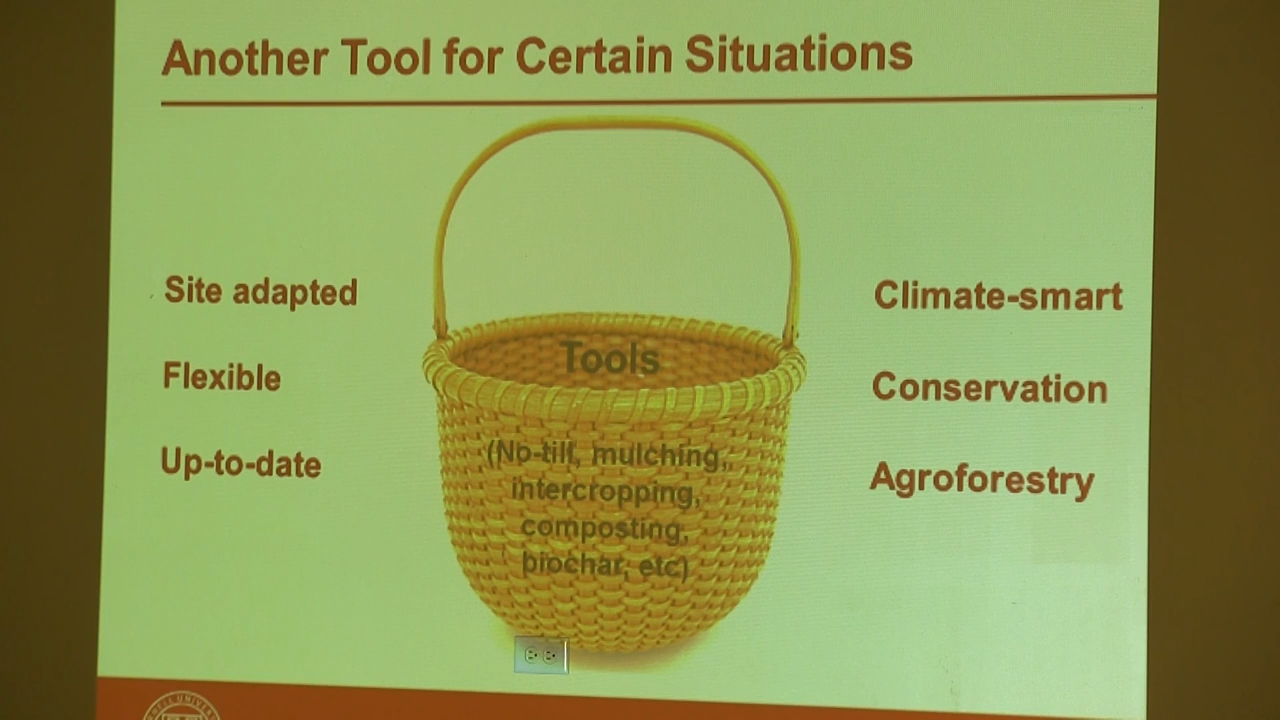 Another Tool for Certain Situations
Site adapted
Flexible
Up-to-date
Tools
(No-till, mulching,
intercropping,
composting,
biochar, etc)
Climate-smart
Conservation
Agroforestry